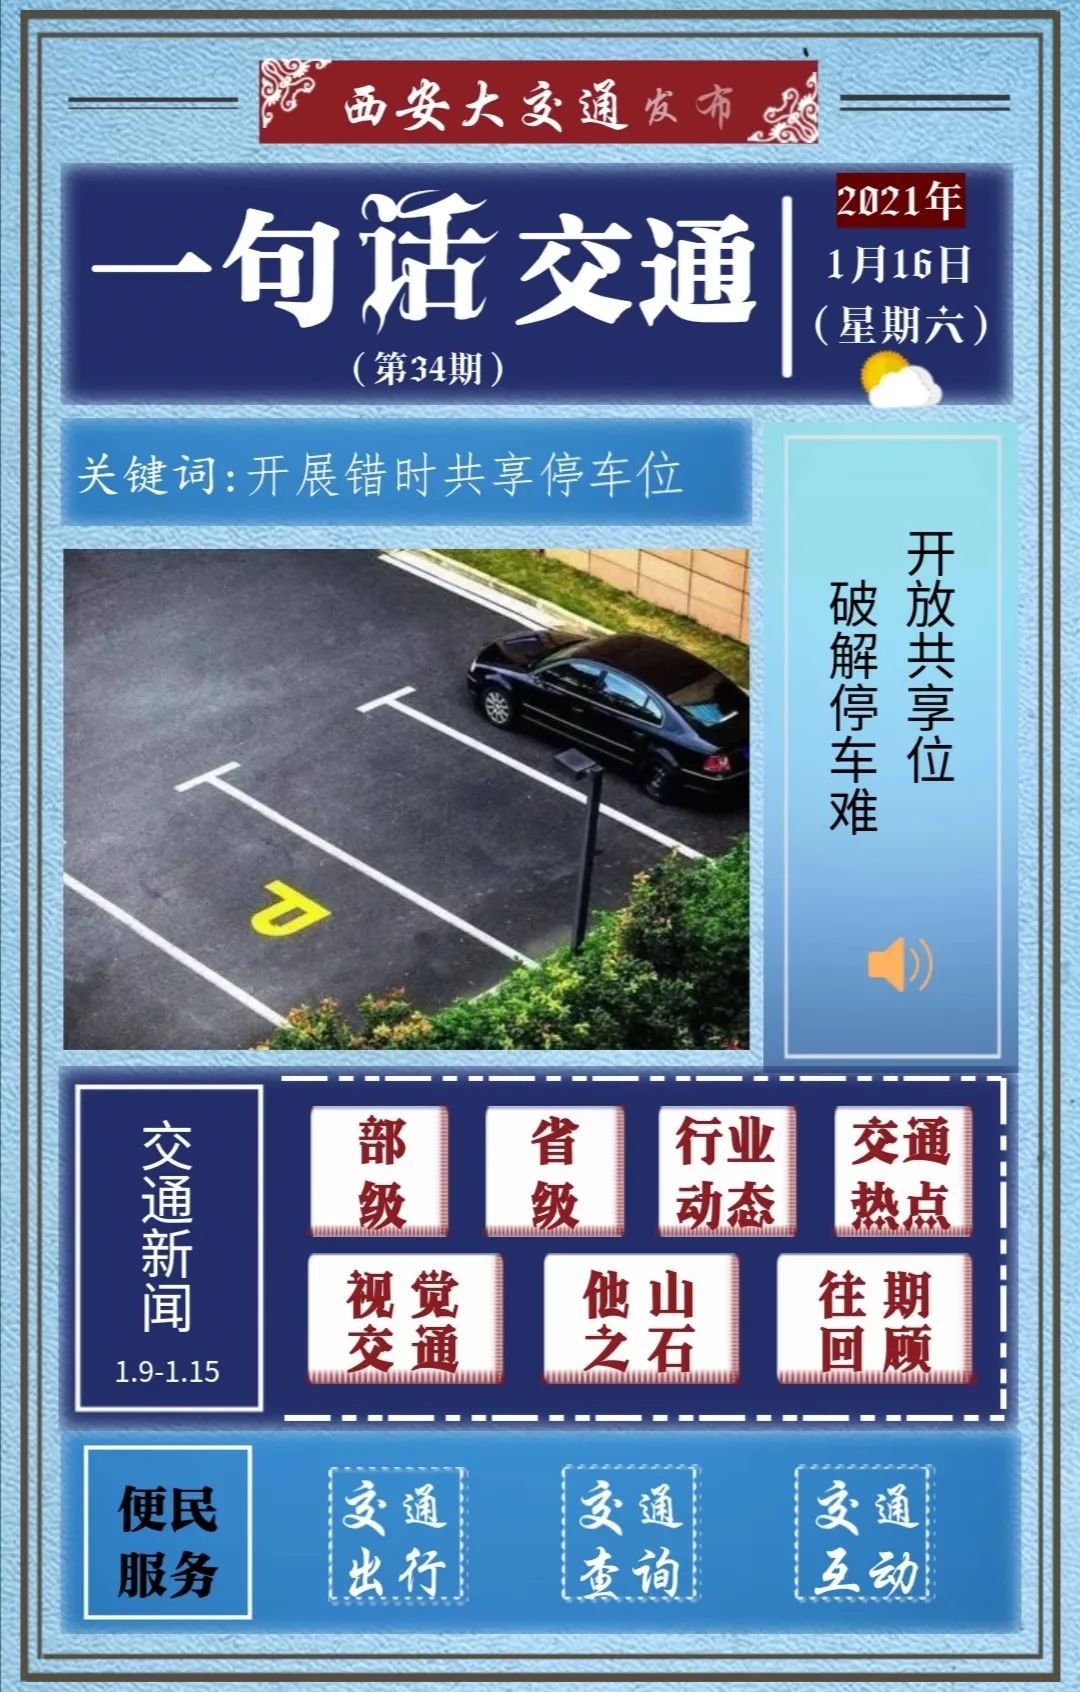 西安大交通发布
一句话交通
（第34期）
2021年
1月16日
（星期六）
关键词:开展错时共享停车位
开放共享位
破解停车难
P
交通新闻
1.9-1.15
部级
省级
行业动态
交通热点
视觉交通
他山之石
往期回顾
便民服务
交通出行
交通查询
交通互动